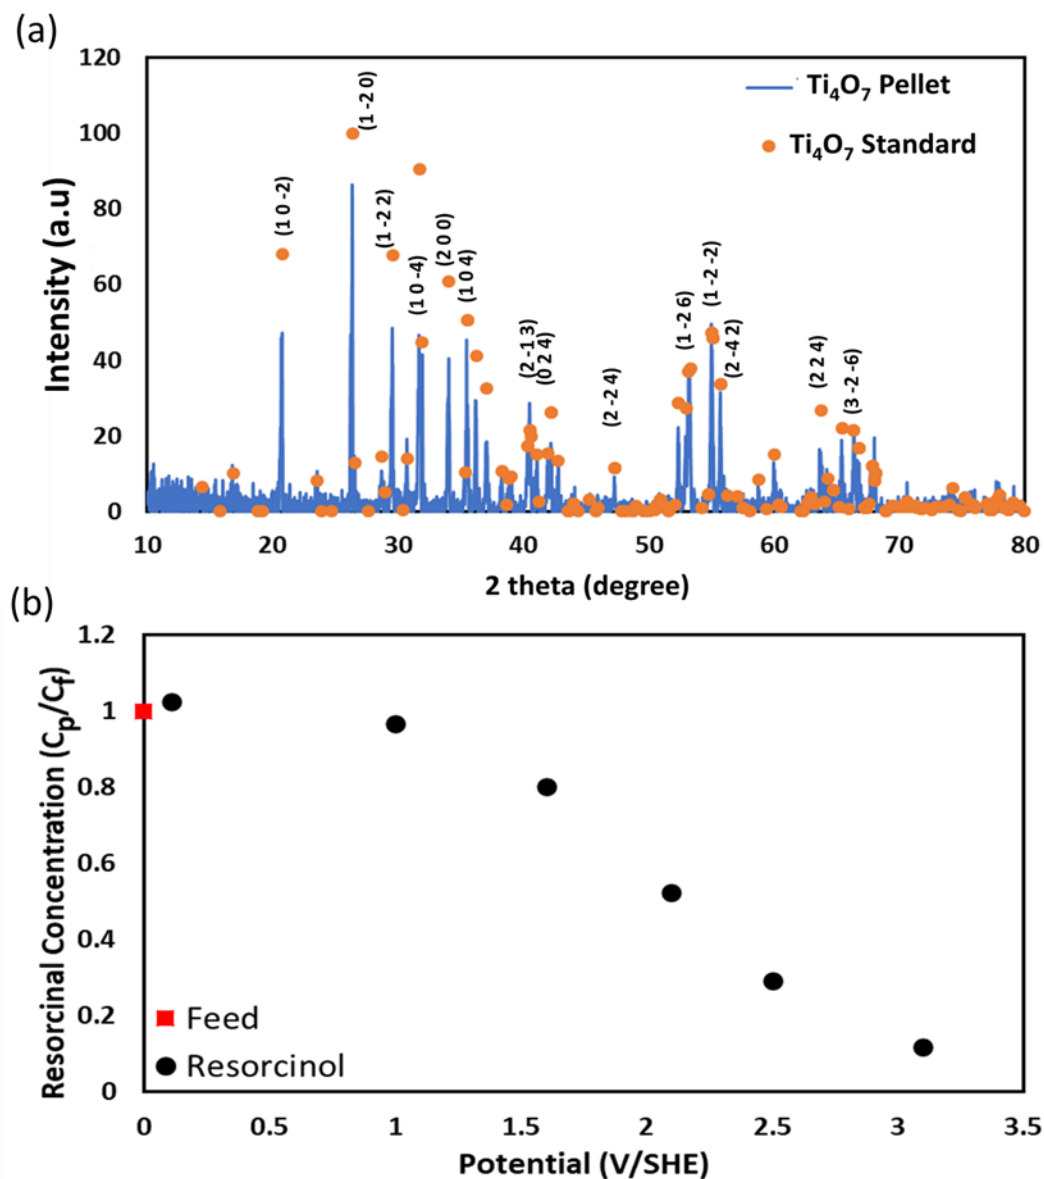 (a)
120
100
80
60
40
20
0
Intensity (a.u)
Ti₄O₇ Pellet
Ti₄O₇ Standard
(1 0 -2)
(1 -2 0)
(1 -2 2)
(1 0 -4)
(2 0 0)
(1 0 4)
(2 -1 3)
(0 2 4)
(2 -2 4)
(1 -2 6)
(1 -2 -2)
(2 -4 2)
(2 2 4)
(3 -2 -6)
10 20 30 40 50 60 70 80
2 theta (degree)
(b)
1.2
1
0.8
0.6
0.4
0.2
0
Resorcinal Concentration (Cp/Cf)
Feed
Resorcinol
0 0.5 1 1.5 2 2.5 3 3.5
Potential (V/SHE)